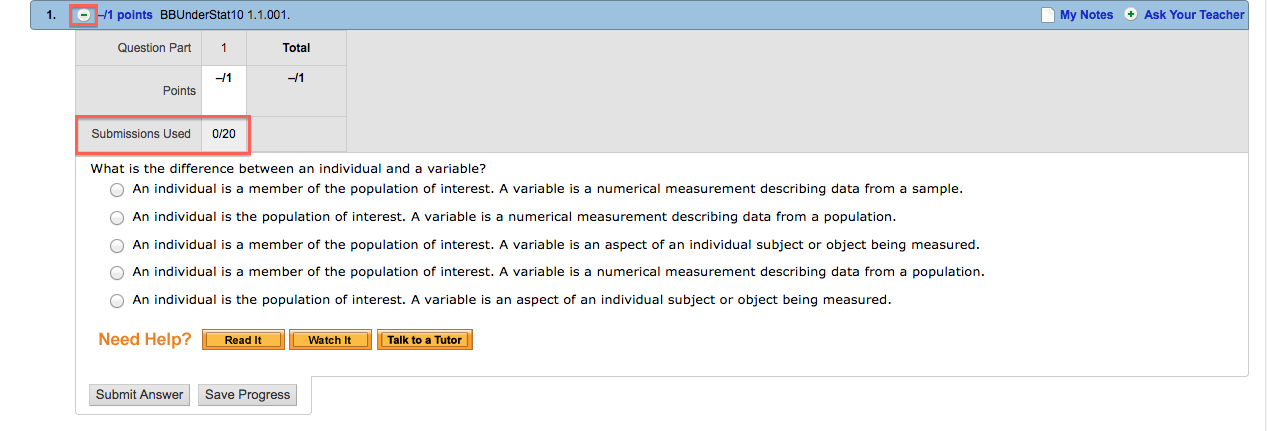 1. –/1 points BBUnderStat10 1.1.001. My Notes Ask Your Teacher
Question Part 1 Total
Points –/1 –/1
Submissions Used 0/20
What is the difference between an individual and a variable?
An individual is a member of the population of interest. A variable is a numerical measurement describing data from a sample.
An individual is the population of interest. A variable is a numerical measurement describing data from a population.
An individual is a member of the population of interest. A variable is an aspect of an individual subject or object being measured.
An individual is a member of the population of interest. A variable is a numerical measurement describing data from a population.
An individual is the population of interest. A variable is an aspect of an individual subject or object being measured.
Need Help? Read It Watch It Talk to a Tutor
Submit Answer Save Progress